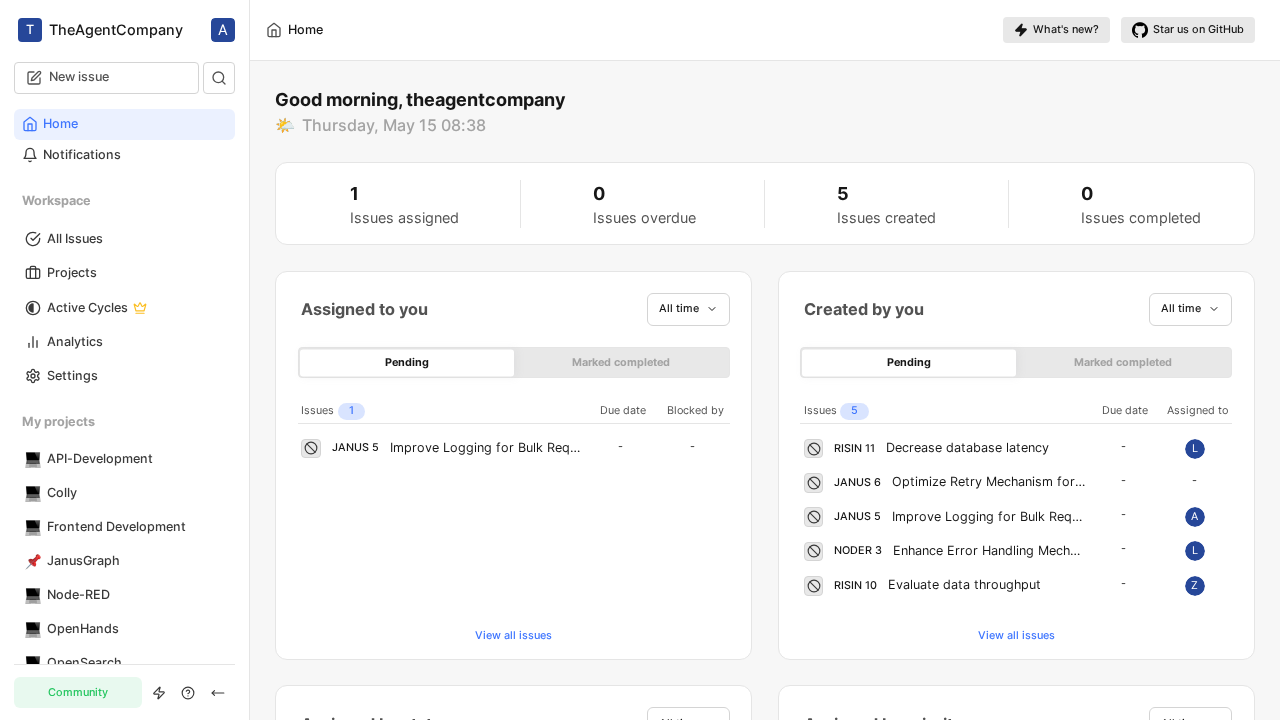 T TheAgentCompany A
New issue
Home
Notifications
Workspace
All Issues
Projects
Active Cycles
Analytics
Settings
My projects
API-Development
Colly
Frontend Development
JanusGraph
Node-RED
OpenHands
OpenSearch
Community
Home
What's new?
Star us on GitHub
Good morning, theagentcompany
Thursday, May 15 08:38
1
Issues assigned
0
Issues overdue
5
Issues created
0
Issues completed
Assigned to you
All time
Pending
Marked completed
Issues 1 Due date Blocked by
JANUS 5 Improve Logging for Bulk Req... - -
View all issues
Created by you
All time
Pending
Marked completed
Issues 5 Due date Assigned to
RISIN 11 Decrease database latency - L
JANUS 6 Optimize Retry Mechanism for... - -
JANUS 5 Improve Logging for Bulk Req... - A
NODER 3 Enhance Error Handling Mech... - L
RISIN 10 Evaluate data throughput - Z
View all issues